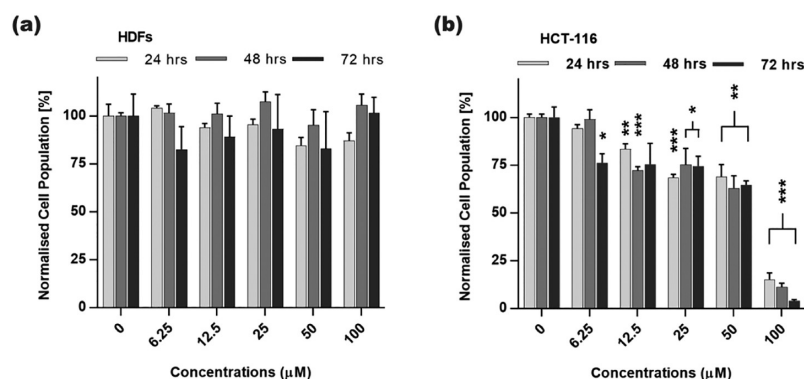 (a)
HDFs
24 hrs 48 hrs 72 hrs
Normalised Cell Population [%]
100
75
50
25
0
0 6.25 12.5 25 50 100
Concentrations (μM)
(b)
HCT-116
24 hrs 48 hrs 72 hrs
Normalised Cell Population [%]
100
75
50
25
0
* ** *** *** * ** ***
0 6.25 12.5 25 50 100
Concentrations (μM)